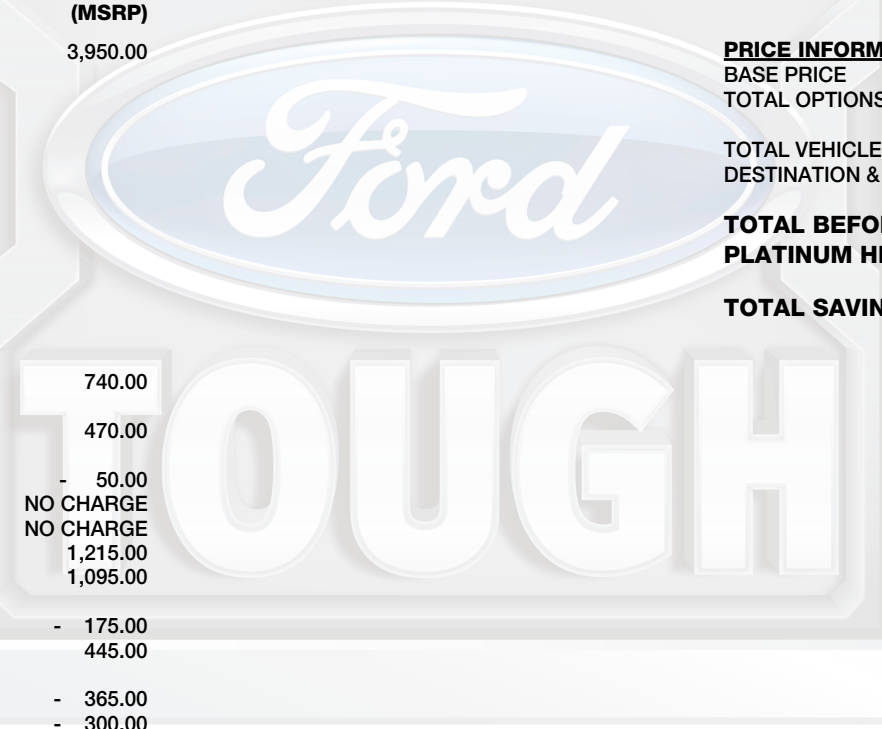 (MSRP)
3,950.00
740.00
470.00
- 50.00
NO CHARGE
NO CHARGE
1,215.00
1,095.00
- 175.00
445.00
- 365.00
- 300.00
PRICE INFORM
BASE PRICE
TOTAL OPTIONS
TOTAL VEHICLE
DESTINATION &
TOTAL BEFO
PLATINUM H
TOTAL SAVIN
Ford
TOUGH